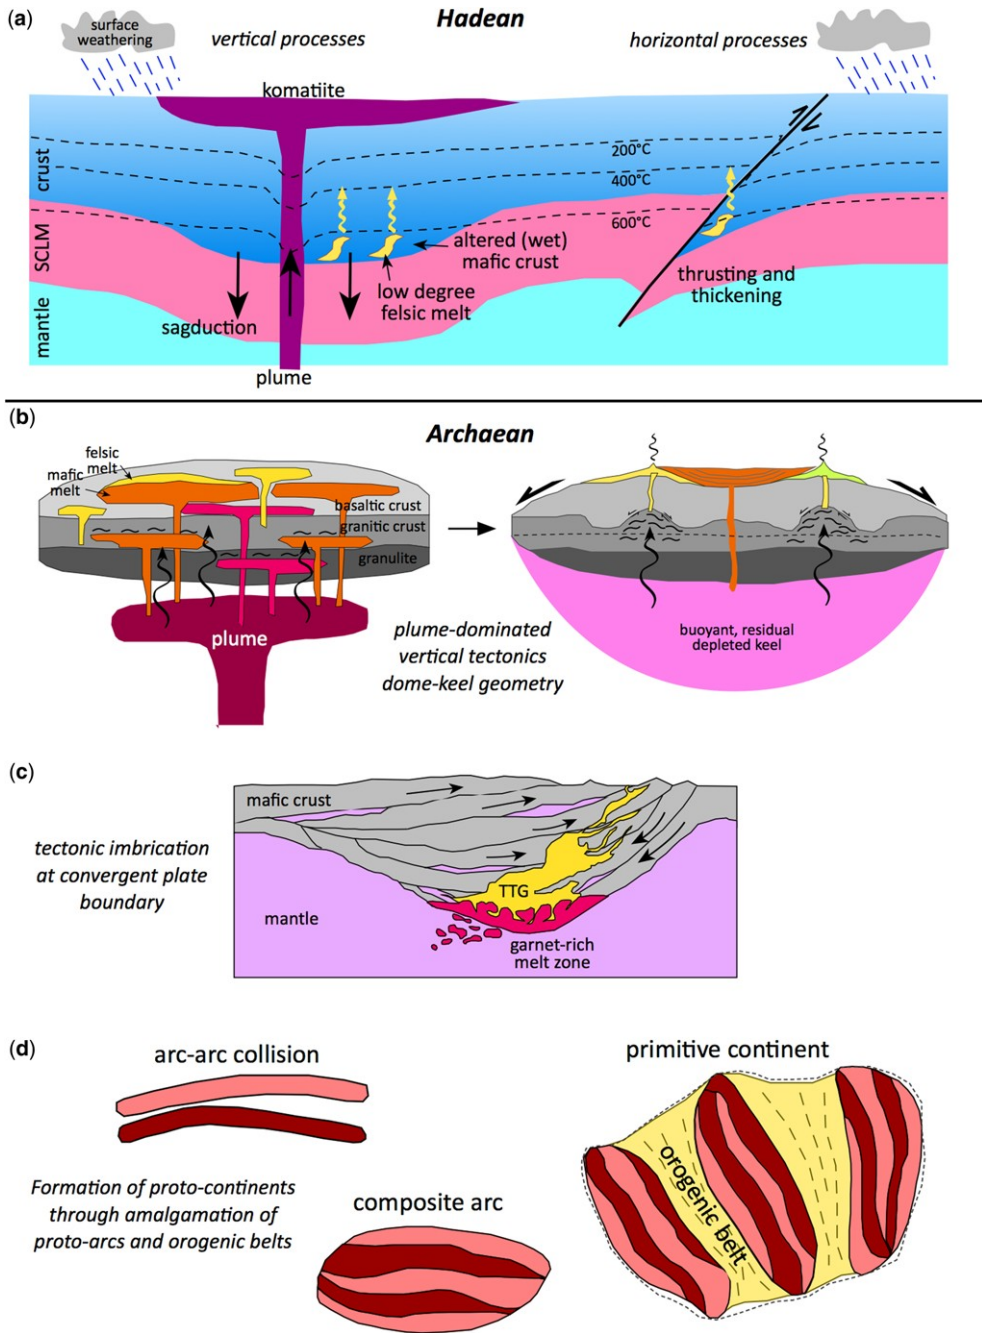 (a)
Hadean
surface
weathering
vertical processes
horizontal processes
komatiite
crust
200°C
400°C
600°C
SCLM
altered (wet)
mafic crust
low degree
felsic melt
thrusting and
thickening
sagduction
mantle
plume
(b)
Archaean
felsic
melt
mafic
melt
basaltic crust
granitic crust
granulite
plume
plume-dominated
vertical tectonics
dome-keel geometry
buoyant, residual
depleted keel
(c)
mafic crust
tectonic imbrication
at convergent plate
boundary
TTG
mantle
garnet-rich
melt zone
(d)
arc-arc collision
primitive continent
Formation of proto-continents
through amalgamation of
proto-arcs and orogenic belts
composite arc
orogenic belt